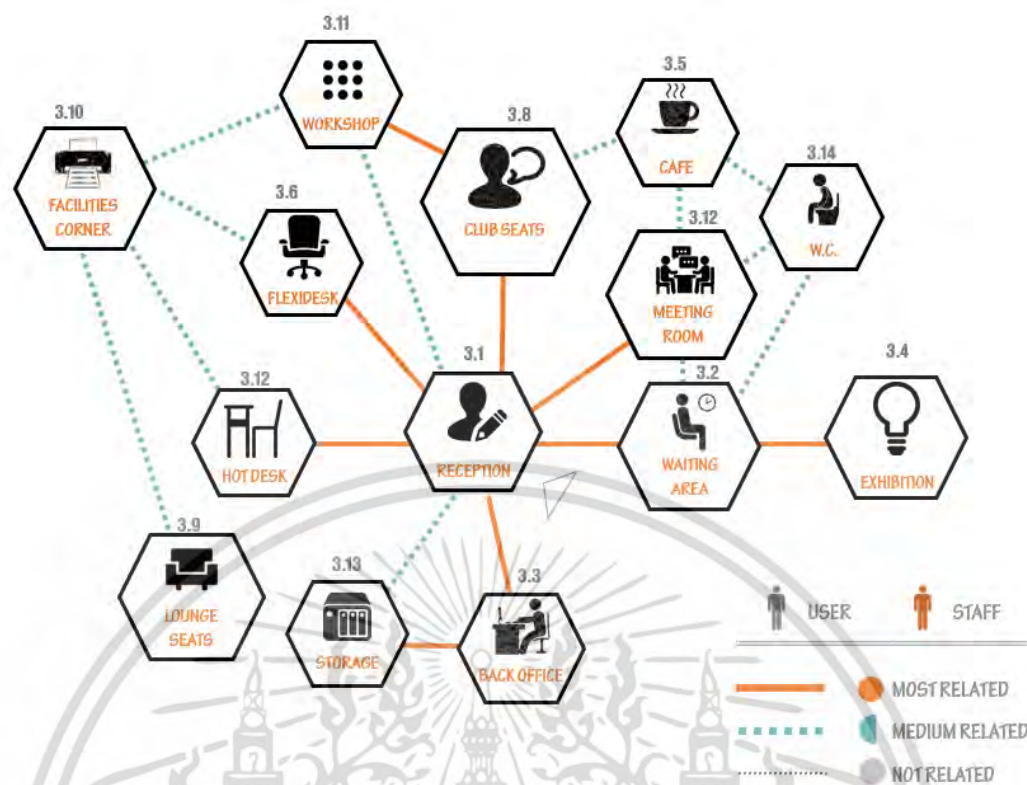 3.11
WORKSHOP
3.10
FACILITIES
CORNER
3.8
CLUB SEATS
3.5
CAFE
3.14
W.C.
3.6
FLEXIDESK
3.12
MEETING
ROOM
3.1
RECEPTION
3.2
WAITING
AREA
3.4
EXHIBITION
3.12
HOT DESK
3.9
LOUNGE
SEATS
3.13
STORAGE
3.3
BACK OFFICE
USER
STAFF
MOST RELATED
MEDIUM RELATED
NOT RELATED